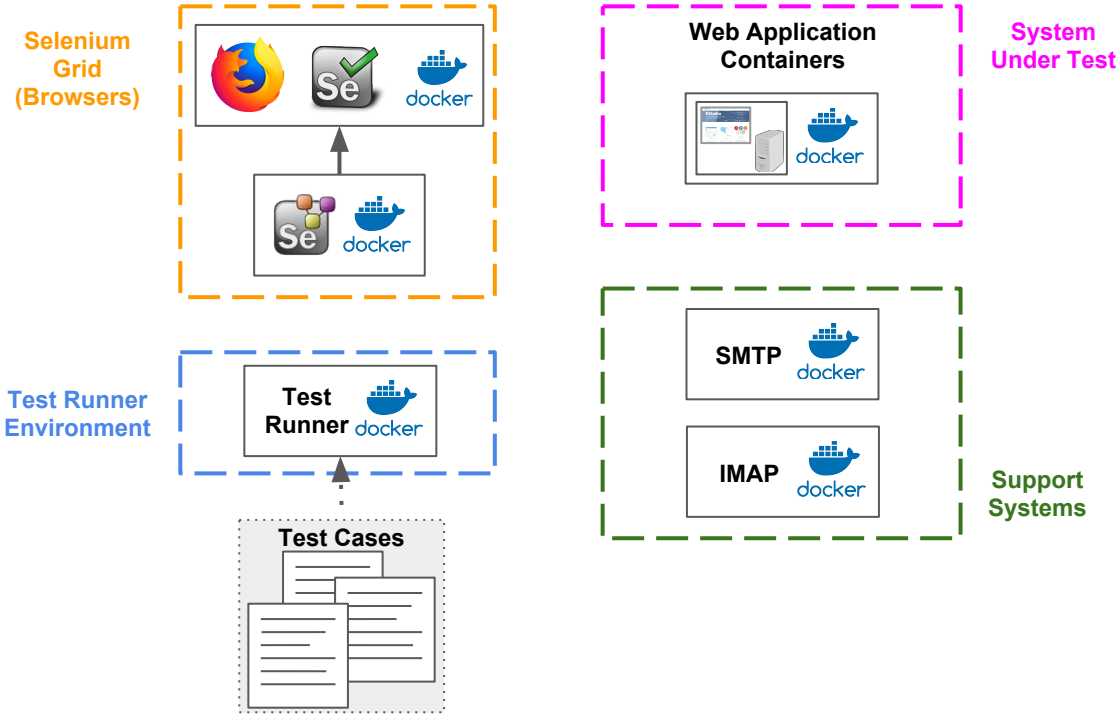 Selenium
Grid
(Browsers)
Se
docker
Se
docker
Web Application
Containers
docker
System
Under Test
Test Runner
Environment
Test
Runner
docker
Test Cases
SMTP
docker
IMAP
docker
Support
Systems